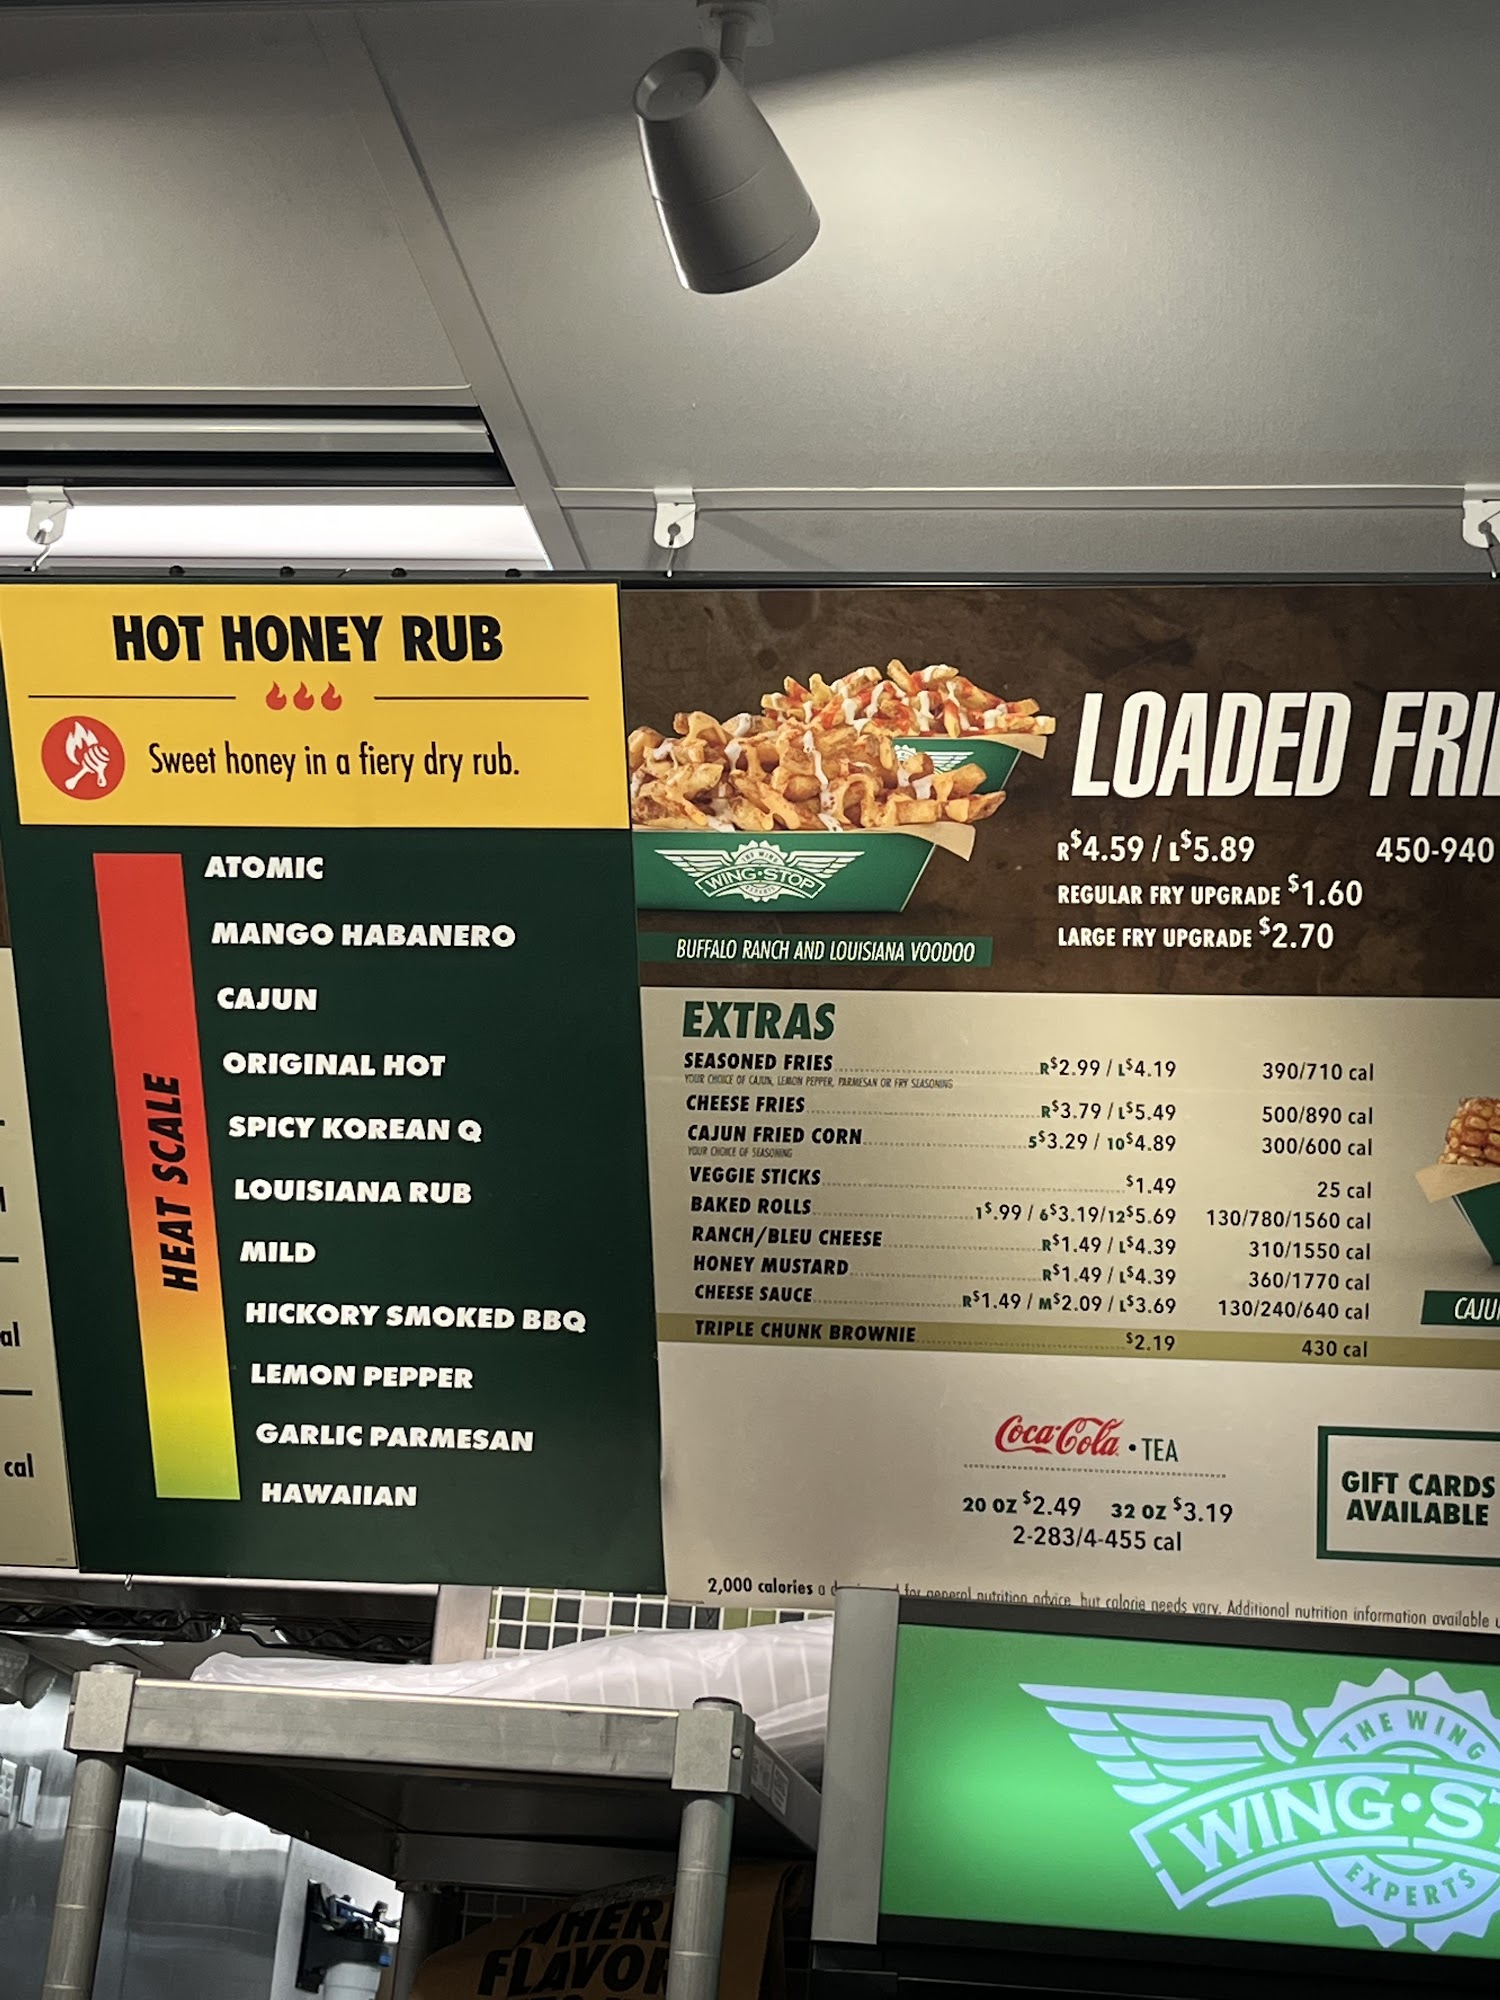 HOT HONEY RUB
Sweet honey in a fiery dry rub.
HEAT SCALE
ATOMIC
MANGO HABANERO
CAJUN
ORIGINAL HOT
SPICY KOREAN Q
LOUISIANA RUB
MILD
HICKORY SMOKED BBQ
LEMON PEPPER
GARLIC PARMESAN
HAWAIIAN
al
cal
LOADED FRI
R$4.59 / L$5.89 450-940
REGULAR FRY UPGRADE $1.60
LARGE FRY UPGRADE $2.70
THE WING
WING·STOP
EXPERTS
BUFFALO RANCH AND LOUISIANA VOODOO
EXTRAS
SEASONED FRIES R$2.99 / L$4.19 390/710 cal
YOUR CHOICE OF CAJUN, LEMON PEPPER, PARMESAN OR FRY SEASONING
CHEESE FRIES R$3.79 / L$5.49 500/890 cal
CAJUN FRIED CORN 5$3.29 / 10$4.89 300/600 cal
YOUR CHOICE OF SEASONING
VEGGIE STICKS $1.49 25 cal
BAKED ROLLS 1$.99 / 6$3.19/12$5.69 130/780/1560 cal
RANCH/BLEU CHEESE R$1.49 / L$4.39 310/1550 cal
HONEY MUSTARD R$1.49 / L$4.39 360/1770 cal
CHEESE SAUCE R$1.49 / M$2.09 / L$3.69 130/240/640 cal
TRIPLE CHUNK BROWNIE $2.19 430 cal
CAJU
Coca-Cola · TEA
20 OZ $2.49 32 OZ $3.19
2-283/4-455 cal
GIFT CARDS
AVAILABLE
2,000 calories a d for general nutrition advice, but calorie needs vary. Additional nutrition information available
THE WING
WING·S
EXPERTS
WHER
FLAVOR